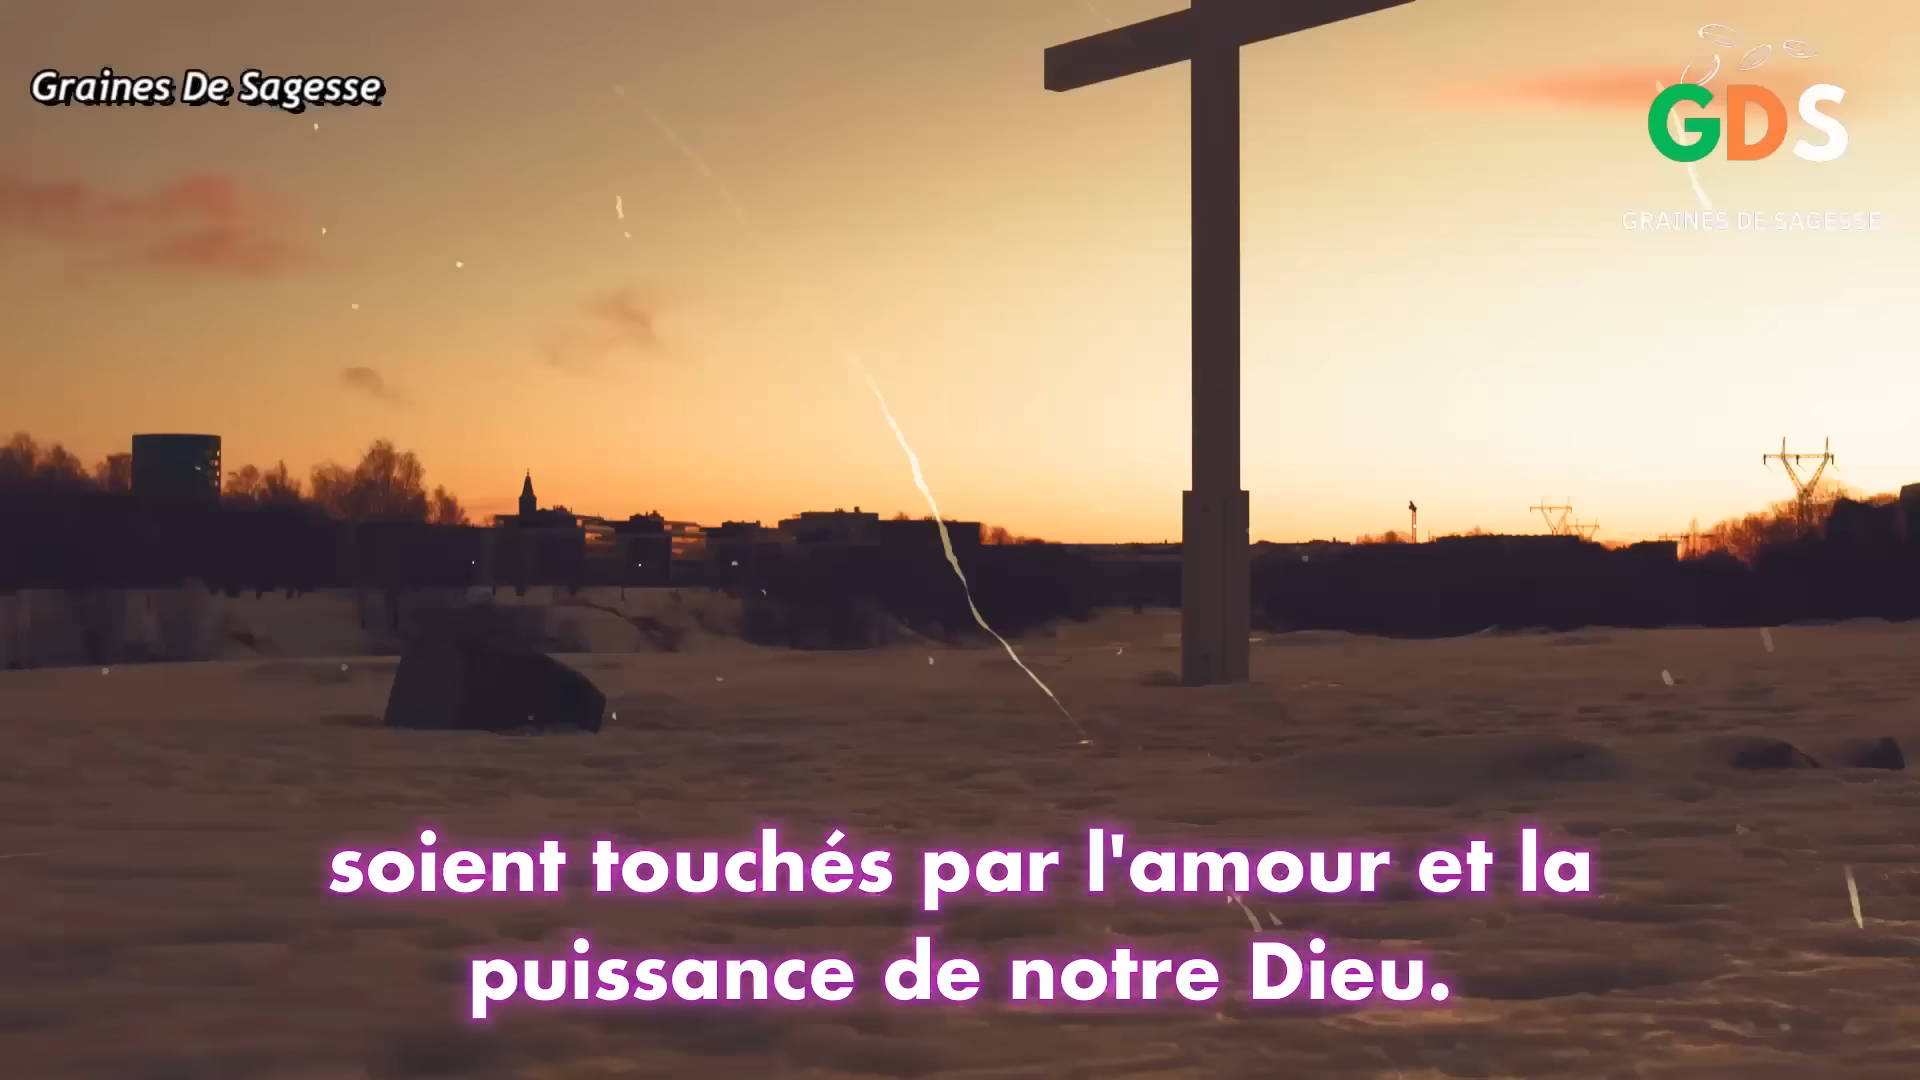 Graines De Sagesse
GDS
GRAINES DE SAGESSE
soient touchés par l'amour et la
puissance de notre Dieu.